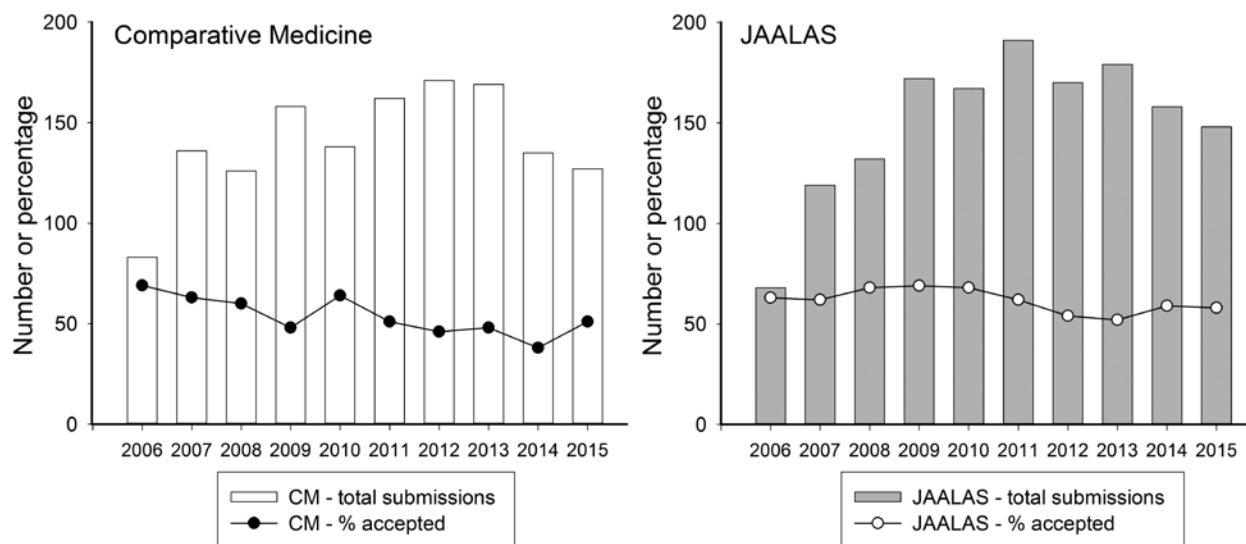 Comparative Medicine
Number or percentage
200
150
100
50
0
2006 2007 2008 2009 2010 2011 2012 2013 2014 2015
CM - total submissions
CM - % accepted
JAALAS
Number or percentage
200
150
100
50
0
2006 2007 2008 2009 2010 2011 2012 2013 2014 2015
JAALAS - total submissions
JAALAS - % accepted